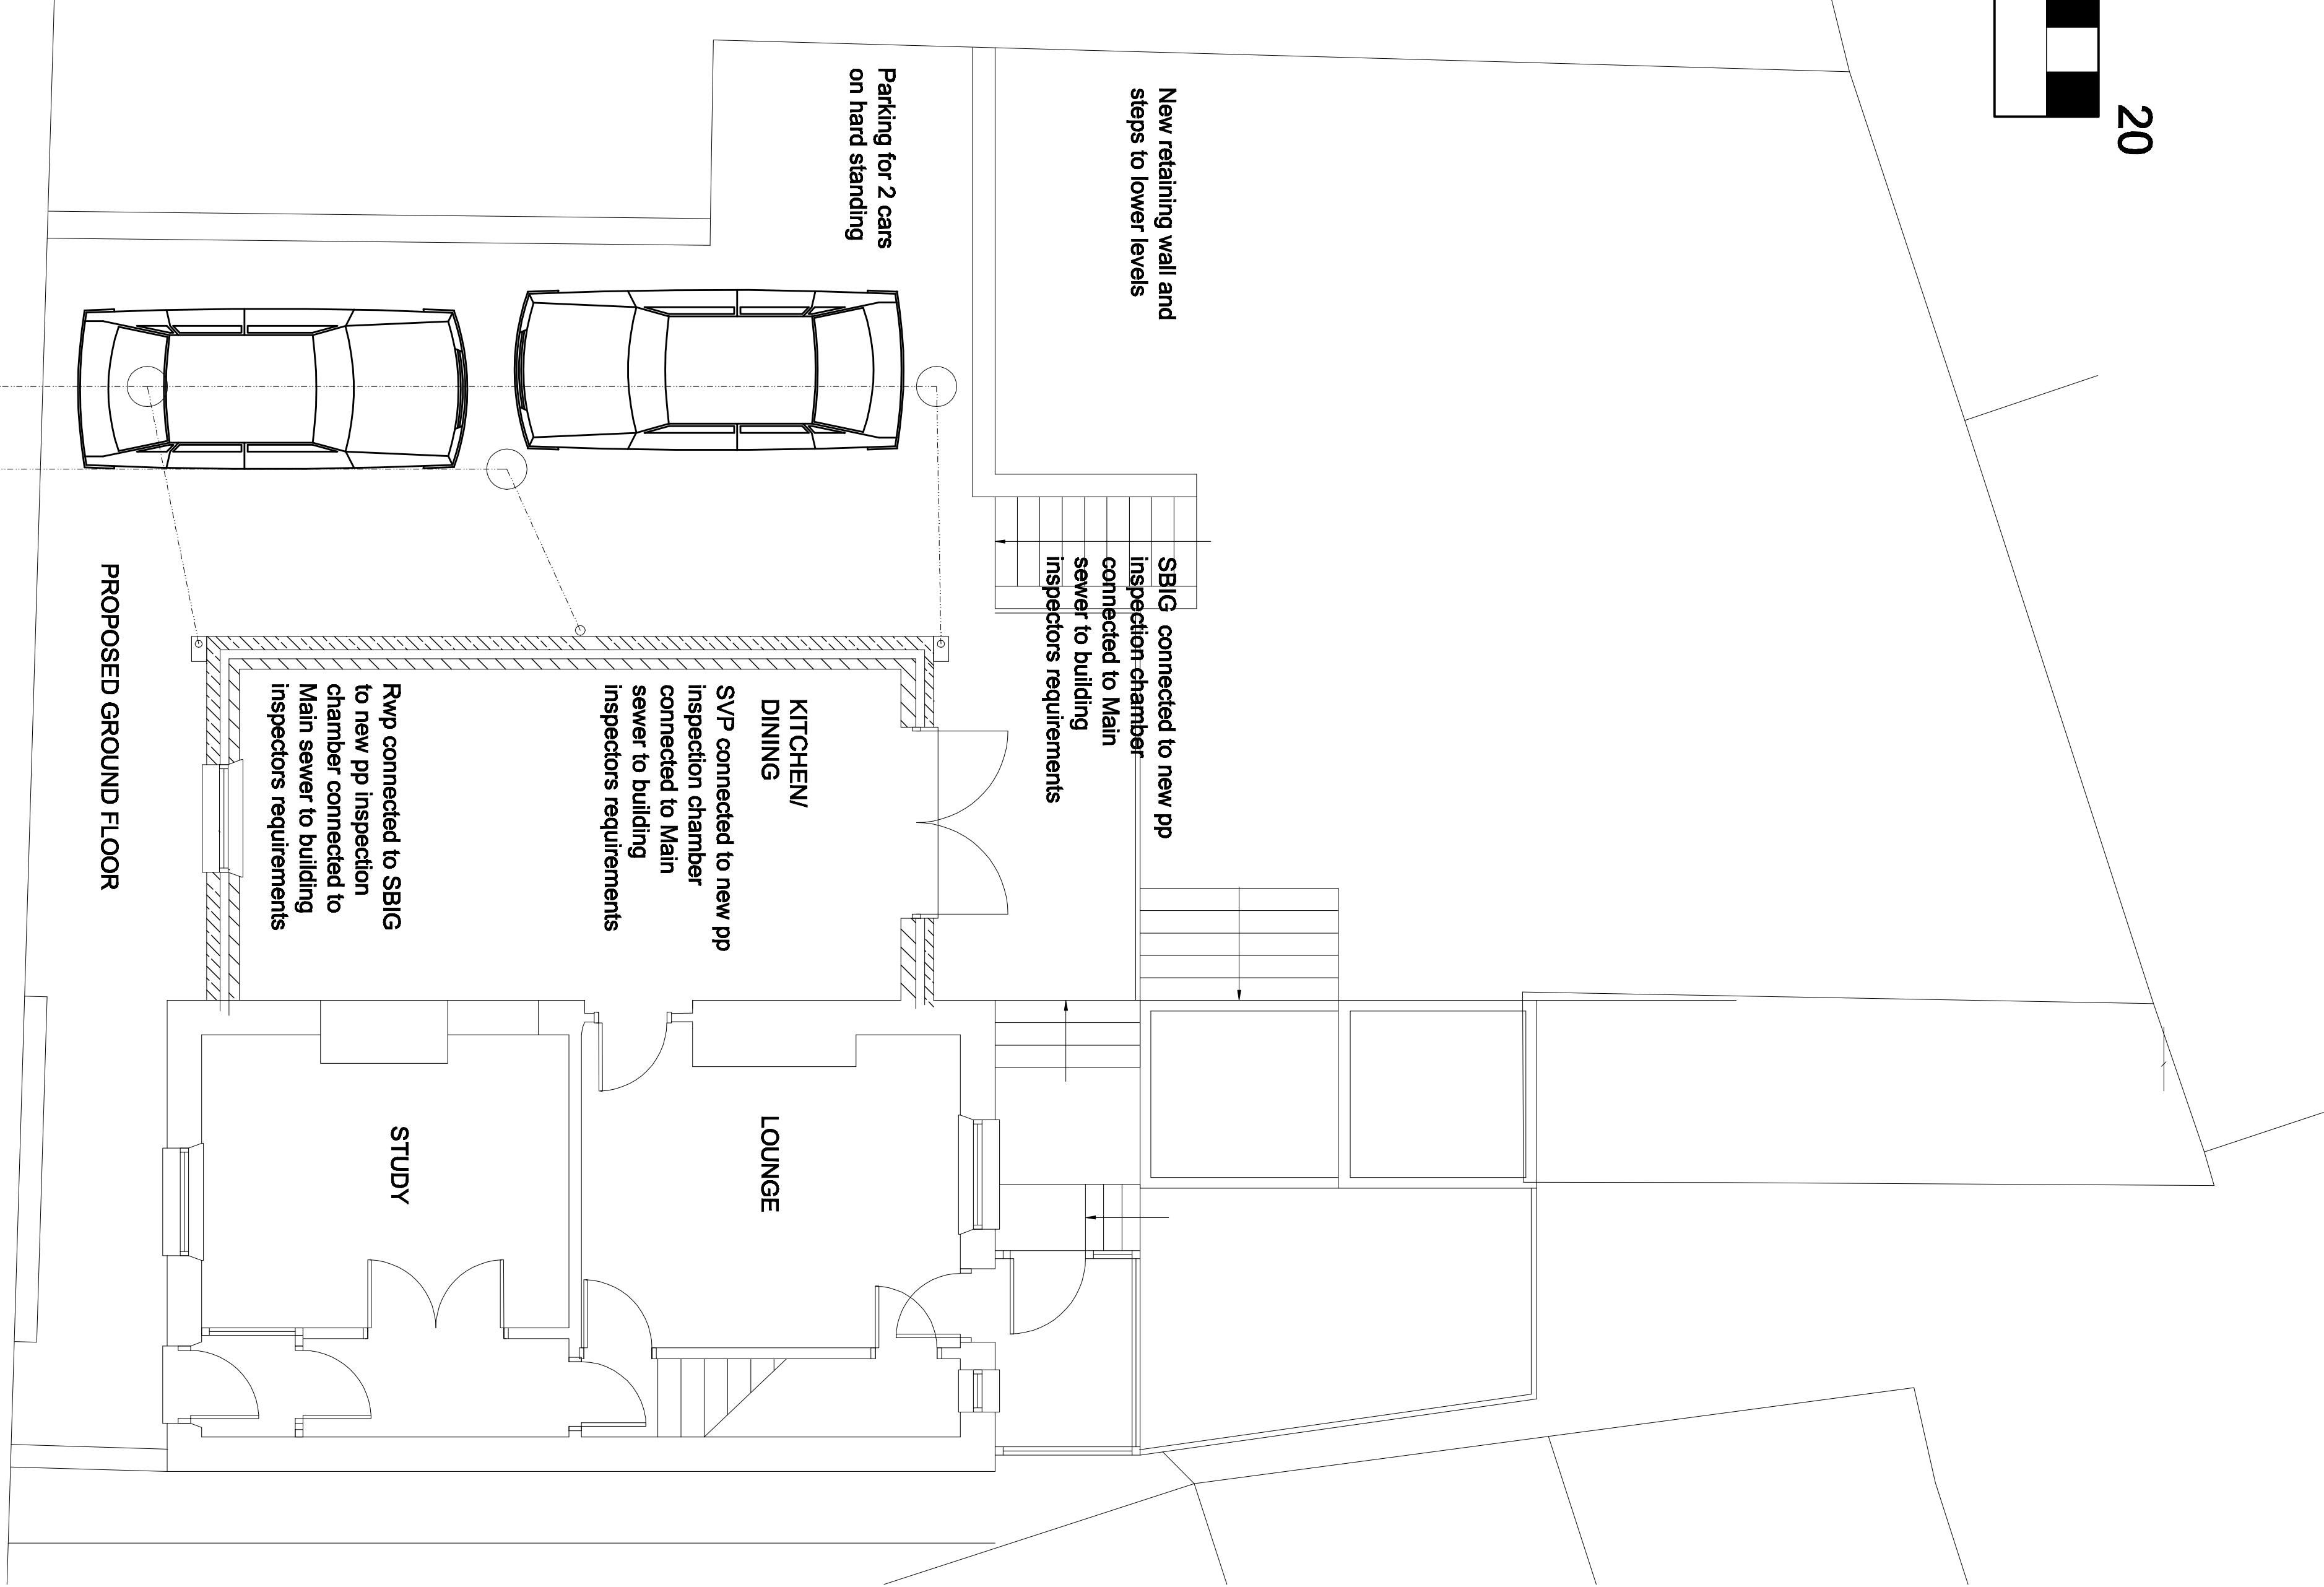 20
New retaining wall and
steps to lower levels
Parking for 2 cars
on hard standing
SBIG connected to new pp
inspection chamber
connected to Main
sewer to building
inspectors requirements
KITCHEN/
DINING
SVP connected to new pp
inspection chamber
connected to Main
sewer to building
inspectors requirements
Rwp connected to SBIG
to new pp inspection
chamber connected to
Main sewer to building
inspectors requirements
PROPOSED GROUND FLOOR
LOUNGE
STUDY